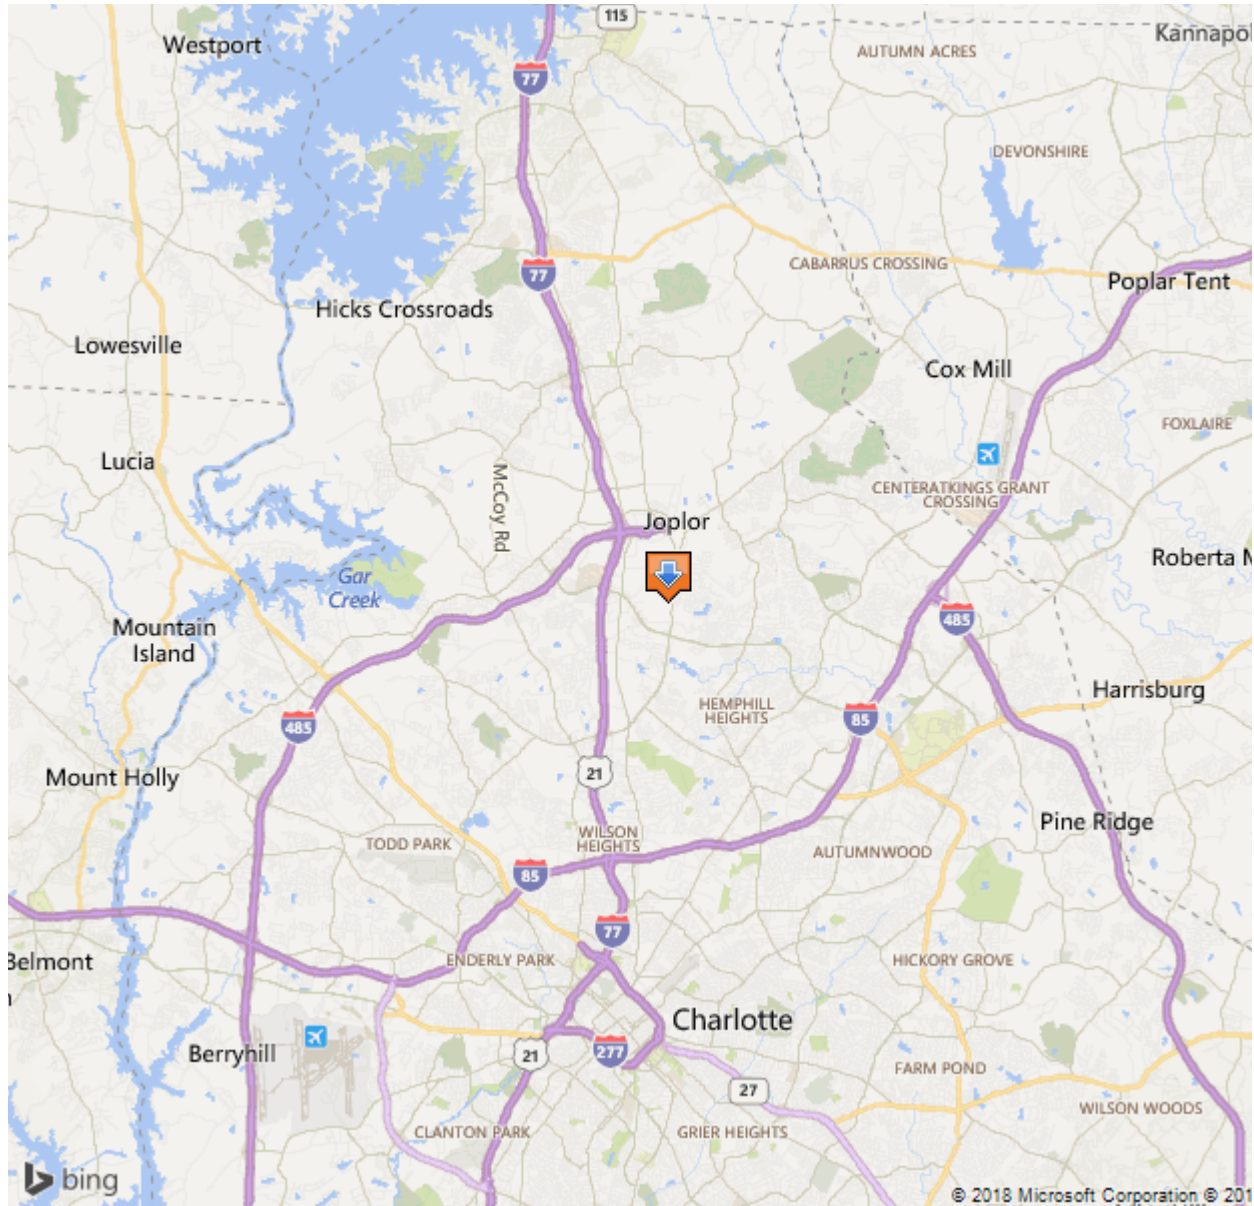 115
Westport
Kannapol
AUTUMN ACRES
77
DEVONSHIRE
CABARRUS CROSSING
77
Poplar Tent
Hicks Crossroads
Lowesville
Cox Mill
FOXLAIRE
Lucia
McCoy Rd
CENTERATKINGS GRANT
CROSSING
Joplor
Roberta M
Gar
Creek
485
Mountain
Island
Harrisburg
HEMPHILL
HEIGHTS
485
85
21
Mount Holly
Pine Ridge
WILSON
HEIGHTS
TODD PARK
AUTUMNWOOD
85
77
Belmont
ENDERLY PARK
HICKORY GROVE
Charlotte
Berryhill
21
277
FARM POND
27
WILSON WOODS
CLANTON PARK
GRIER HEIGHTS
bing
© 2018 Microsoft Corporation © 201